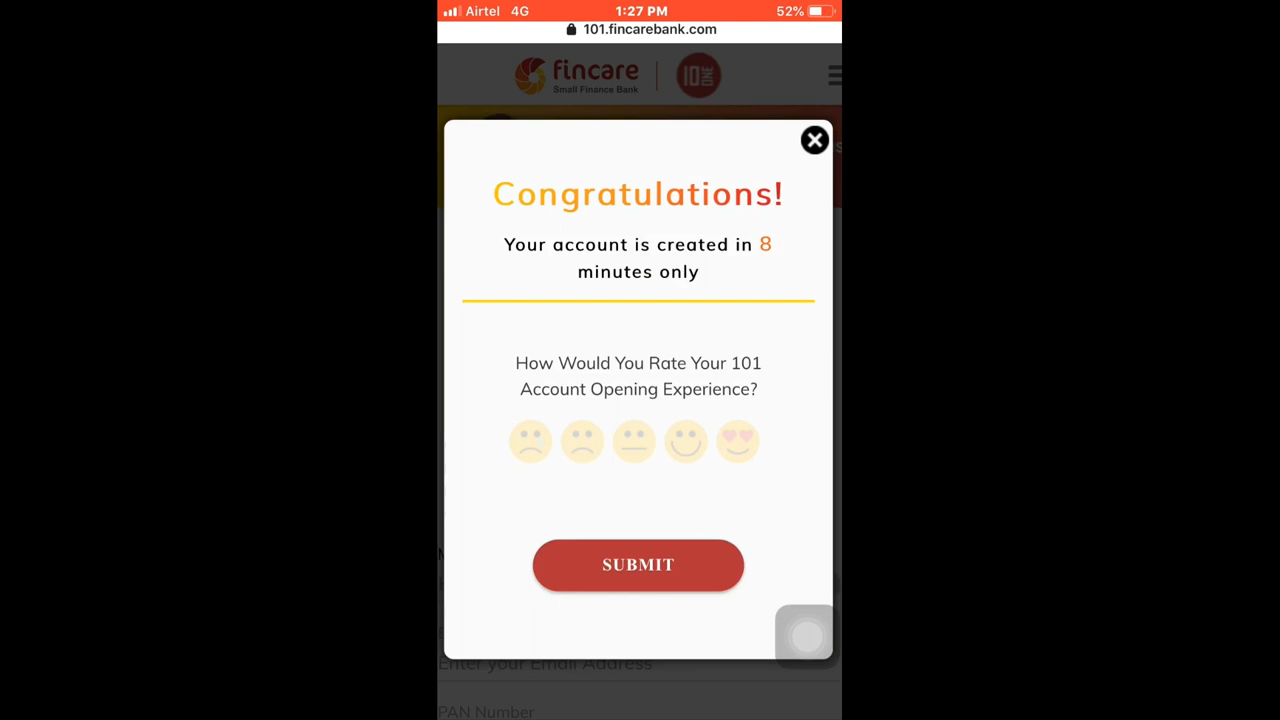 Airtel 4G 1:27 PM 52%
101.fincarebank.com
fincare
Small Finance Bank
10 ONE
Congratulations!
Your account is created in 8
minutes only
How Would You Rate Your 101
Account Opening Experience?
SUBMIT
Enter your Email Address
PAN Number